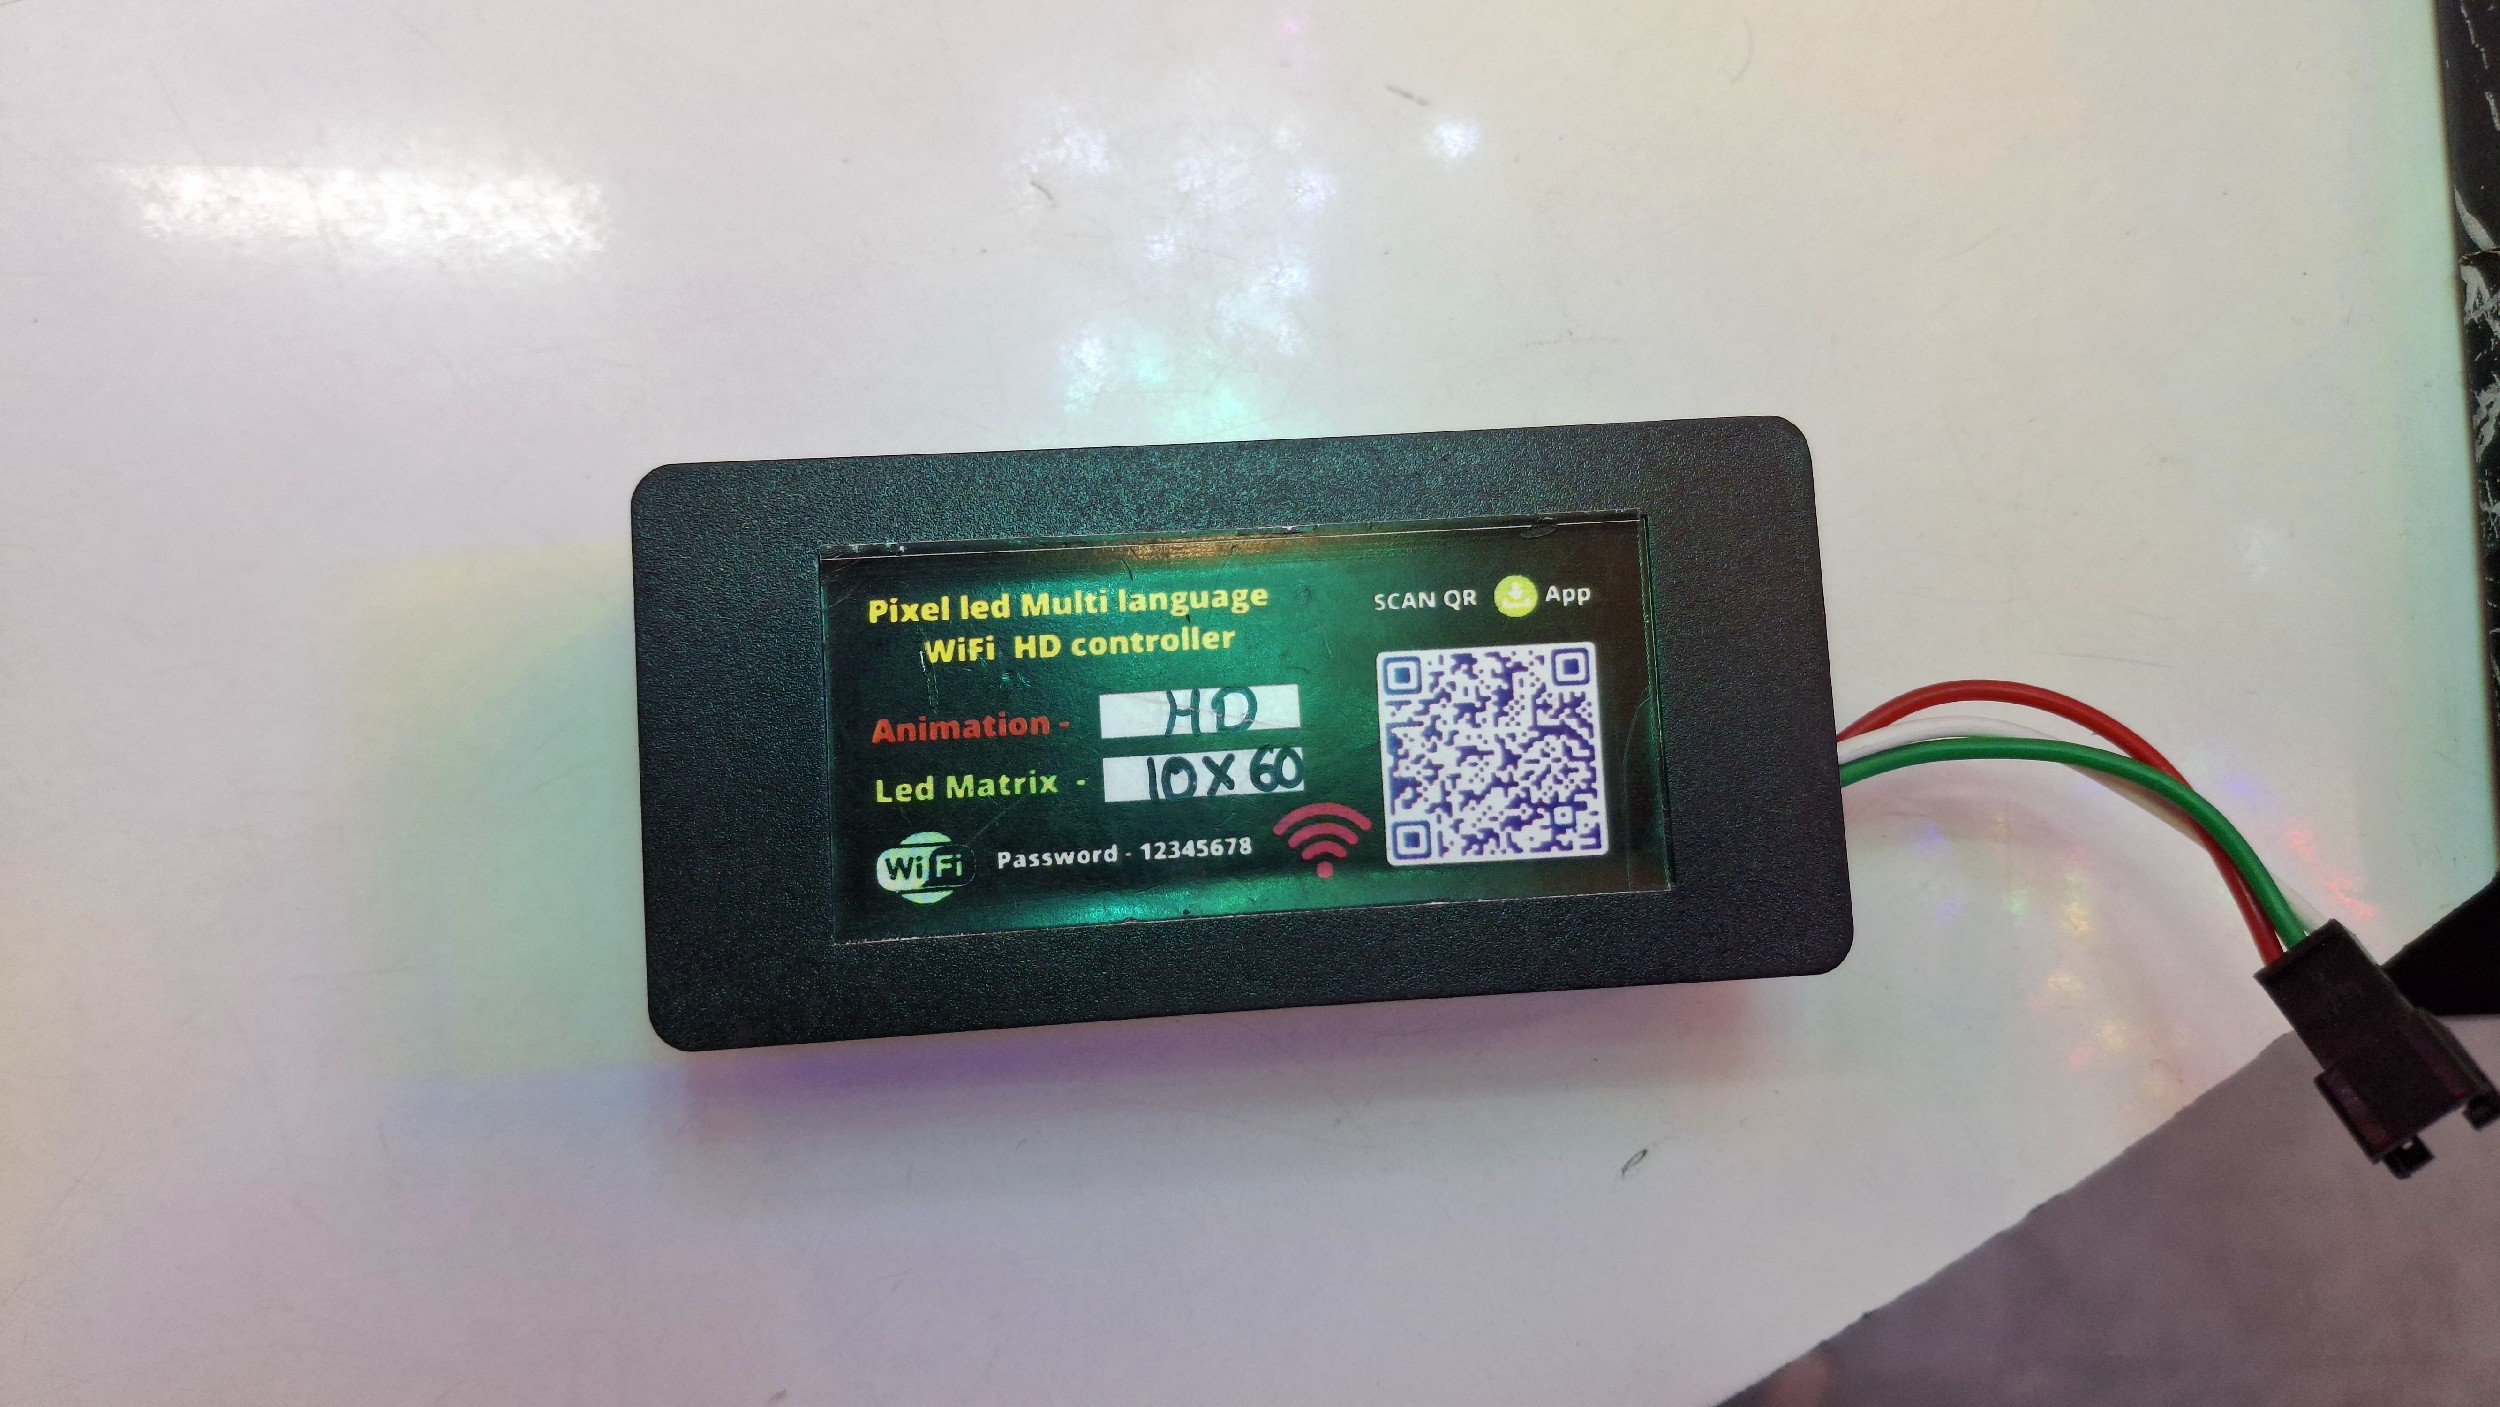 Pixel led Multi language
WiFi HD controller
SCAN QR App
Animation - HD
Led Matrix - 10X60
WiFi Password - 12345678